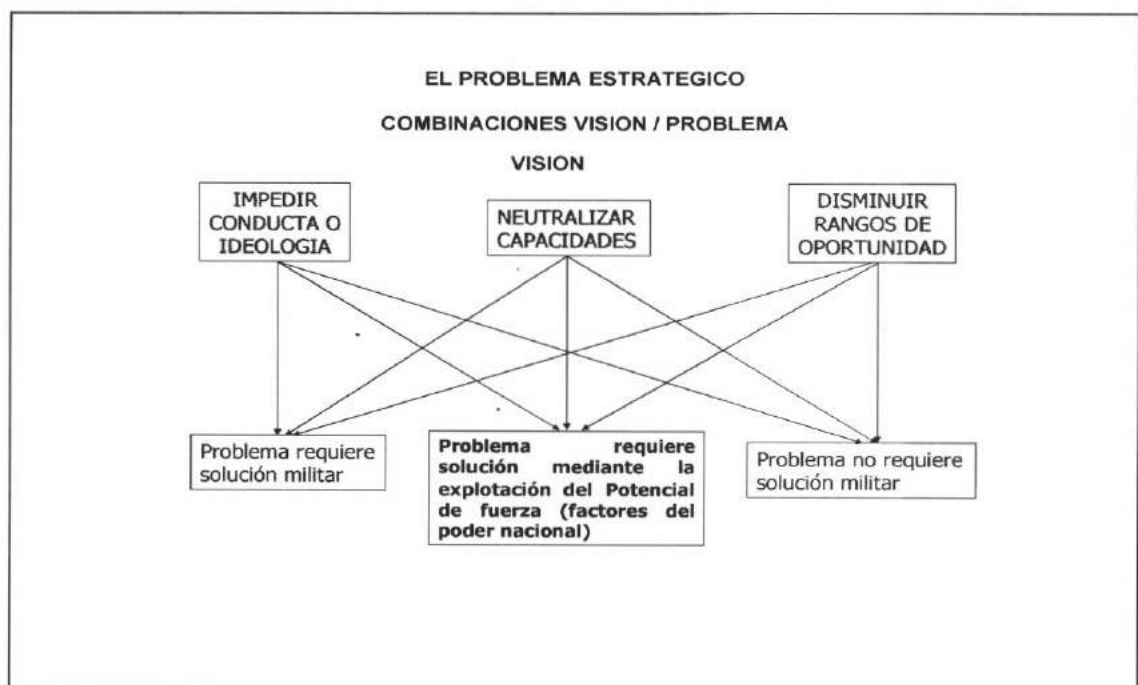 EL PROBLEMA ESTRATEGICO
COMBINACIONES VISION / PROBLEMA
VISION
IMPEDIR
CONDUCTA O
IDEOLOGIA
NEUTRALIZAR
CAPACIDADES
DISMINUIR
RANGOS DE
OPORTUNIDAD
Problema requiere
solución militar
Problema requiere
solución mediante la
explotación del Potencial
de fuerza (factores del
poder nacional)
Problema no requiere
solución militar